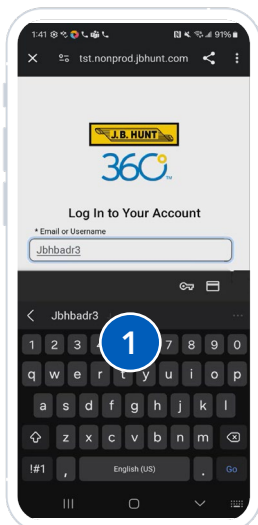 1:41 91%
tst.nonprod.jbhunt.com
J.B. HUNT
360
TM
Log In to Your Account
* Email or Username
Jbhbadr3
Jbhbadr3 ...
1 2 3 1 7 8 9 0
q w e r t y u i o p
a s d f g h j k l
z x c v b n m
!#1 , English (US) . Go